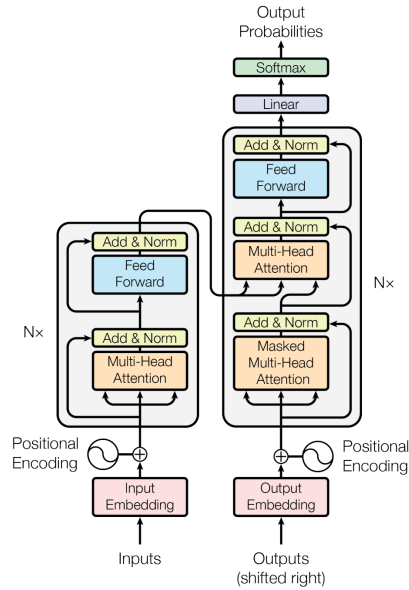 Output
Probabilities
Softmax
Linear
Add & Norm
Feed
Forward
Add & Norm
Multi-Head
Attention
Nx
Add & Norm
Masked
Multi-Head
Attention
Positional
Encoding
Output
Embedding
Outputs
(shifted right)
Add & Norm
Feed
Forward
Nx
Add & Norm
Multi-Head
Attention
Positional
Encoding
Input
Embedding
Inputs